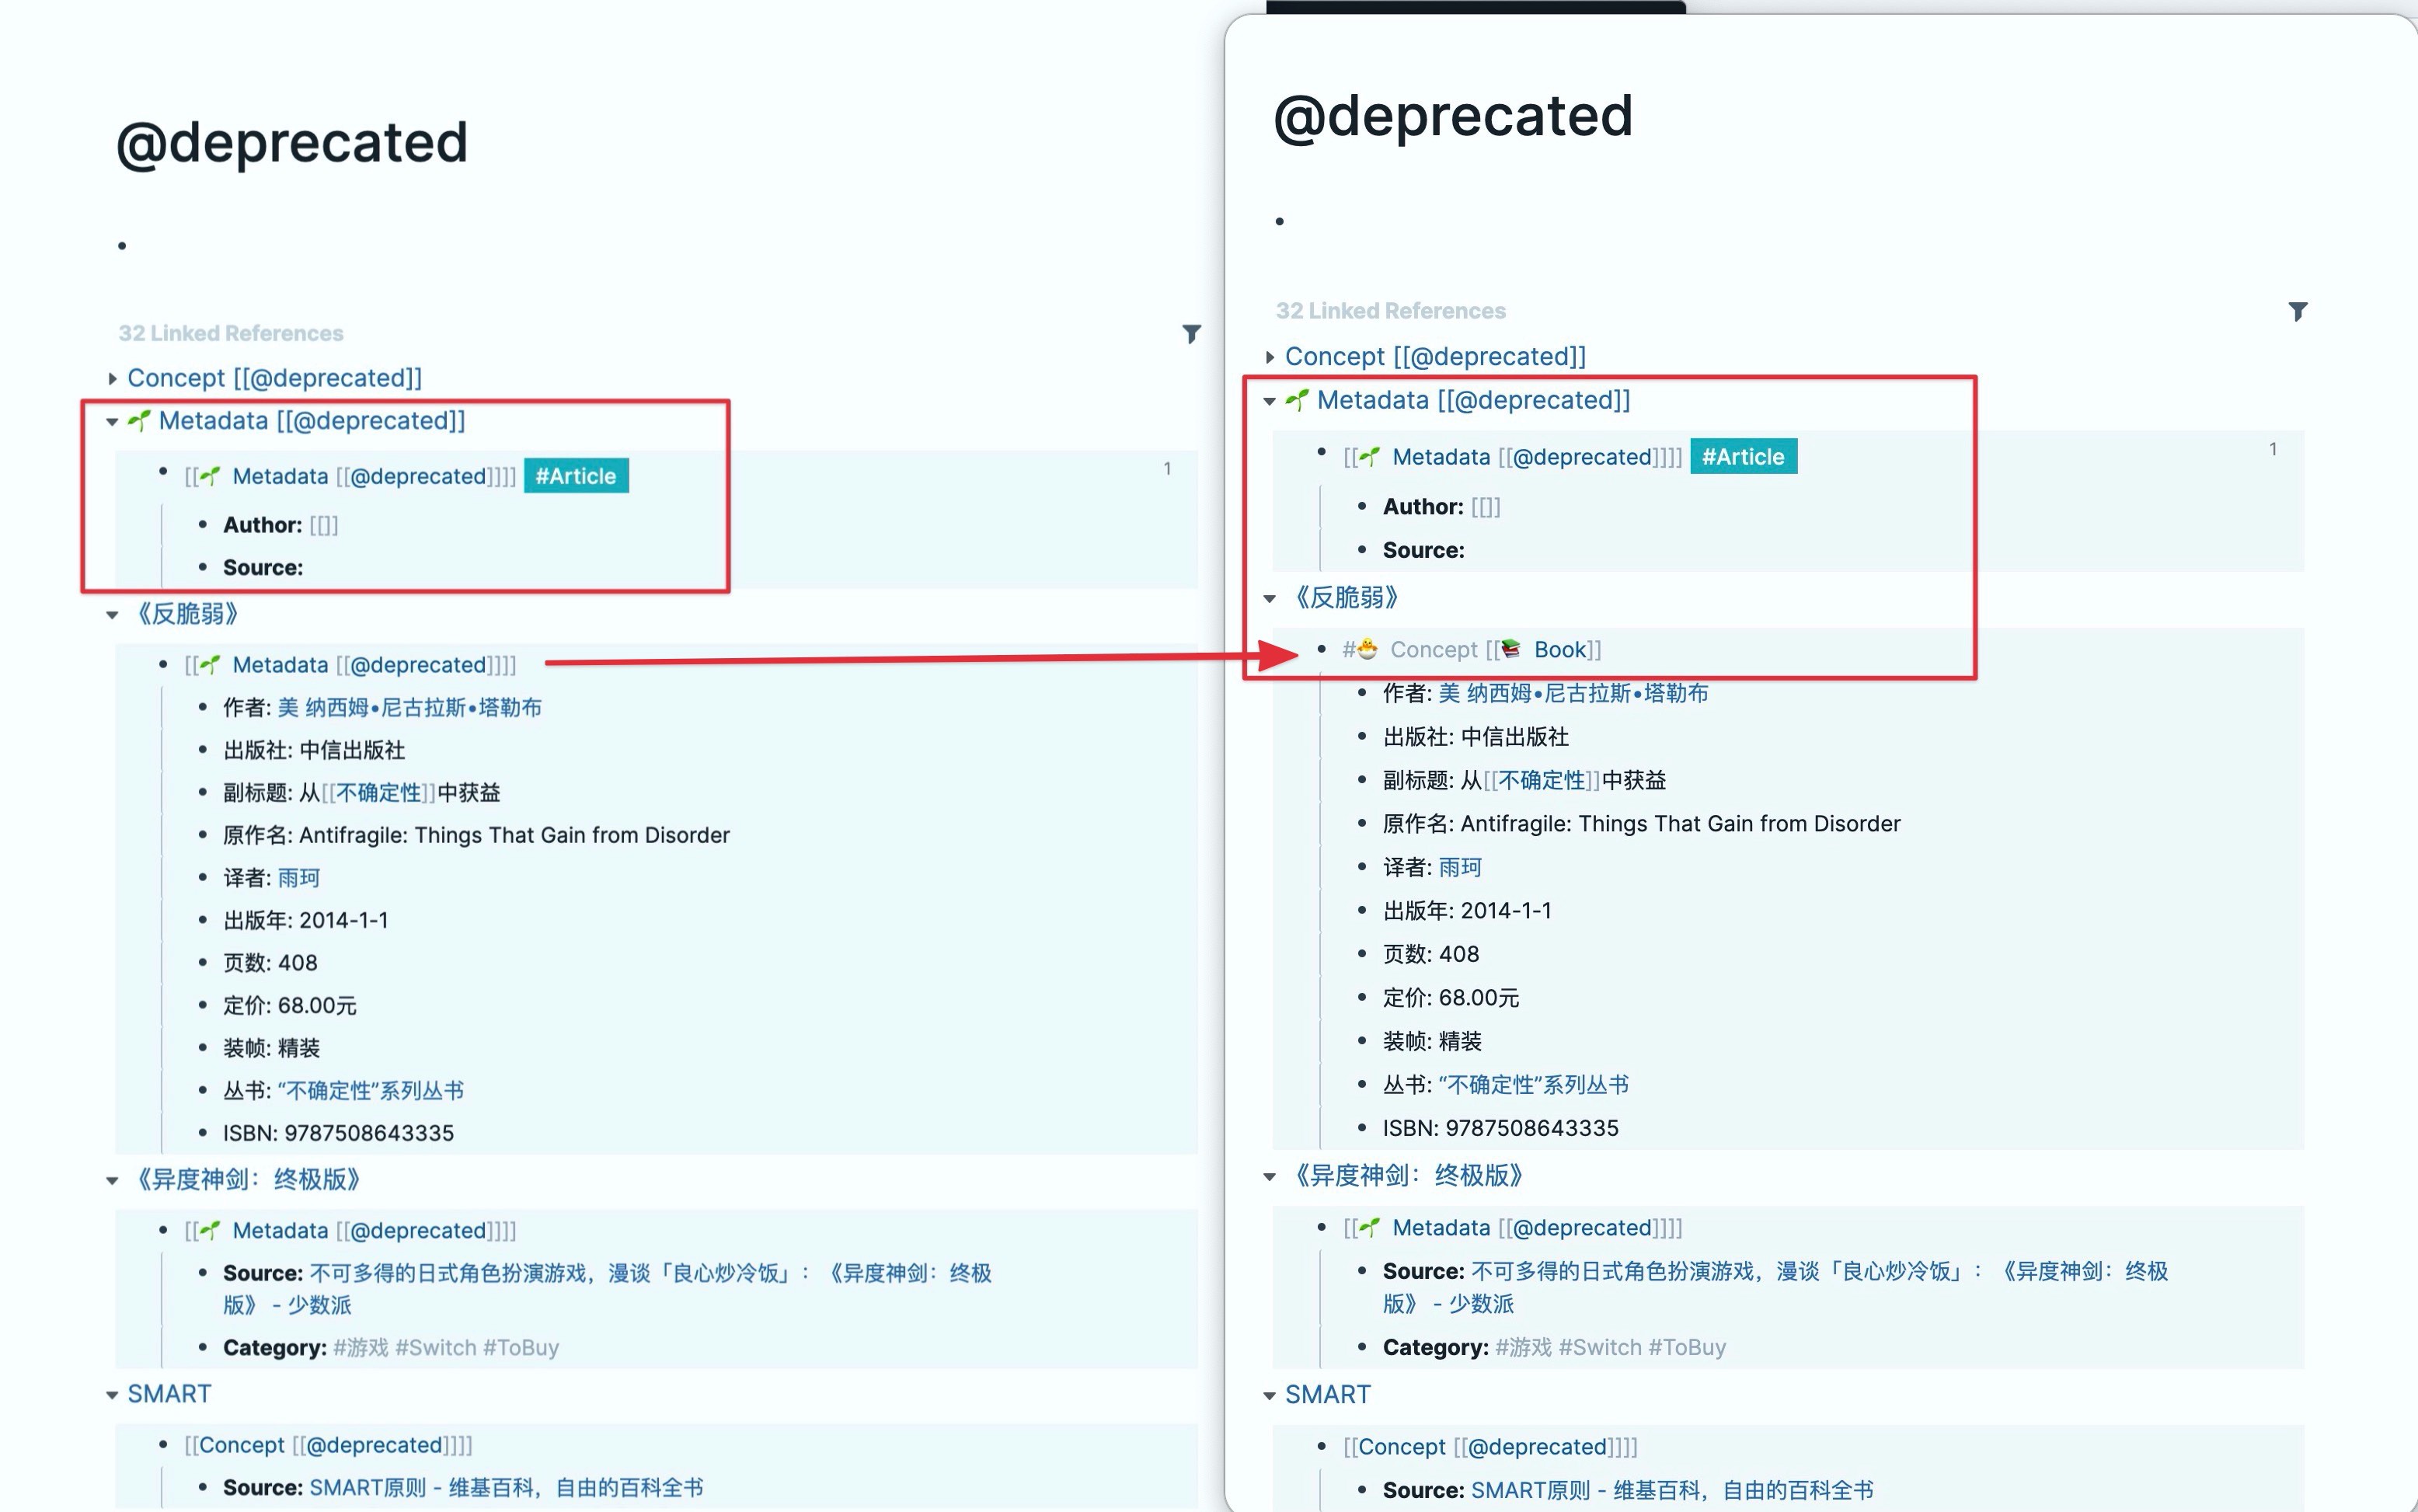 @deprecated
32 Linked References
Concept [[@deprecated]]
Metadata [[@deprecated]]
[[🌱 Metadata [[@deprecated]]]] #Article
1
Author: [[]]
Source:
《反脆弱》
[[🌱 Metadata [[@deprecated]]]]
作者: 美 纳西姆•尼古拉斯•塔勒布
出版社: 中信出版社
副标题: 从[[不确定性]]中获益
原作名: Antifragile: Things That Gain from Disorder
译者: 雨珂
出版年: 2014-1-1
页数: 408
定价: 68.00元
装帧: 精装
丛书: “不确定性”系列丛书
ISBN: 9787508643335
《异度神剑：终极版》
[[🌱 Metadata [[@deprecated]]]]
Source: 不可多得的日式角色扮演游戏，漫谈「良心炒冷饭」：《异度神剑：终极
版》 - 少数派
Category: #游戏 #Switch #ToBuy
SMART
[[Concept [[@deprecated]]]]
Source: SMART原则 - 维基百科，自由的百科全书
@deprecated
32 Linked References
Concept [[@deprecated]]
🌱 Metadata [[@deprecated]]
[[🌱 Metadata [[@deprecated]]]] #Article
1
Author: [[]]
Source:
《反脆弱》
#🐣 Concept [[📚 Book]]
作者: 美 纳西姆•尼古拉斯•塔勒布
出版社: 中信出版社
副标题: 从[[不确定性]]中获益
原作名: Antifragile: Things That Gain from Disorder
译者: 雨珂
出版年: 2014-1-1
页数: 408
定价: 68.00元
装帧: 精装
丛书: “不确定性”系列丛书
ISBN: 9787508643335
《异度神剑：终极版》
[[🌱 Metadata [[@deprecated]]]]
Source: 不可多得的日式角色扮演游戏，漫谈「良心炒冷饭」：《异度神剑：终极
版》 - 少数派
Category: #游戏 #Switch #ToBuy
SMART
[[Concept [[@deprecated]]]]
Source: SMART原则 - 维基百科，自由的百科全书